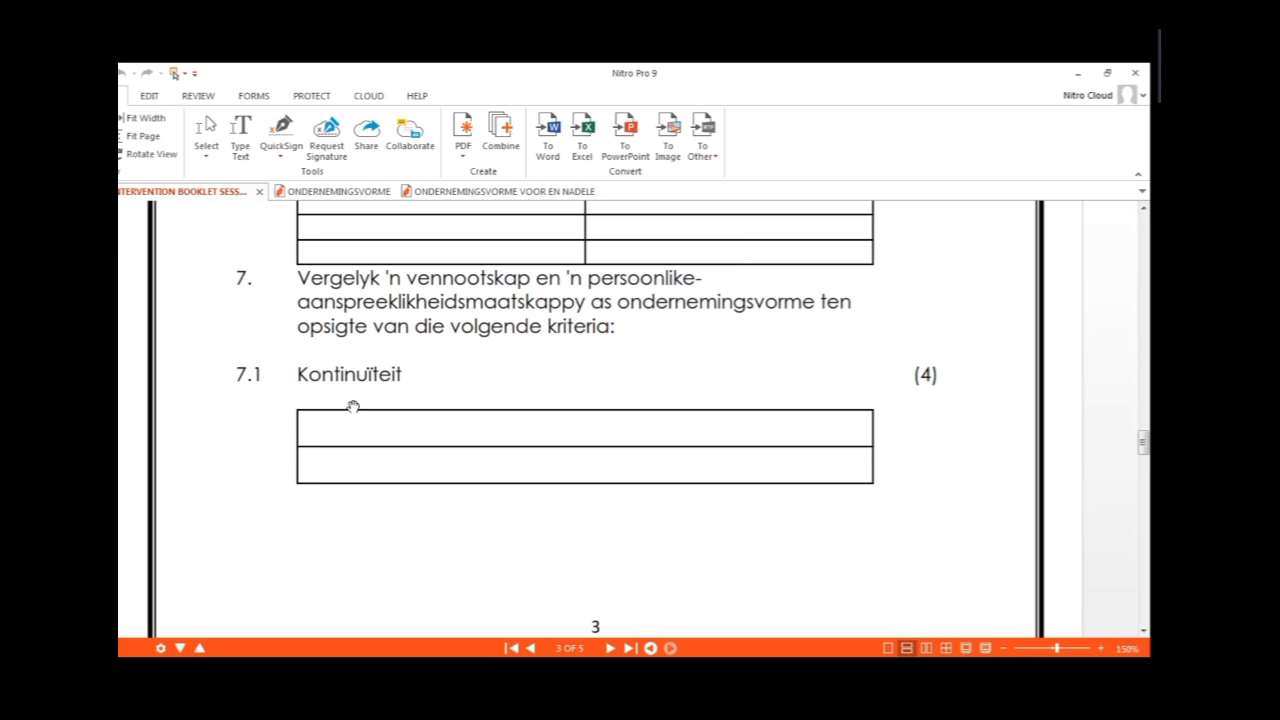 Nitro Pro 9
EDIT REVIEW FORMS PROTECT CLOUD HELP
Nitro Cloud
Fit Width
Fit Page
Rotate View
Select
Type Text
QuickSign
Request Signature
Share
Collaborate
Tools
PDF
Combine
Create
To Word
To Excel
To PowerPoint
To Image
To Other
Convert
NTERVENTION BOOKLET SESS... ONDERNEMINGSVORME ONDERNEMINGSVORME VOOR EN NADELE
7. Vergelyk 'n vennootskap en 'n persoonlike-
aanspreeklikheidsmaatskappy as ondernemingsvorme ten
opsigte van die volgende kriteria:
7.1 Kontinuïteit (4)
3
3 OF 5
150%